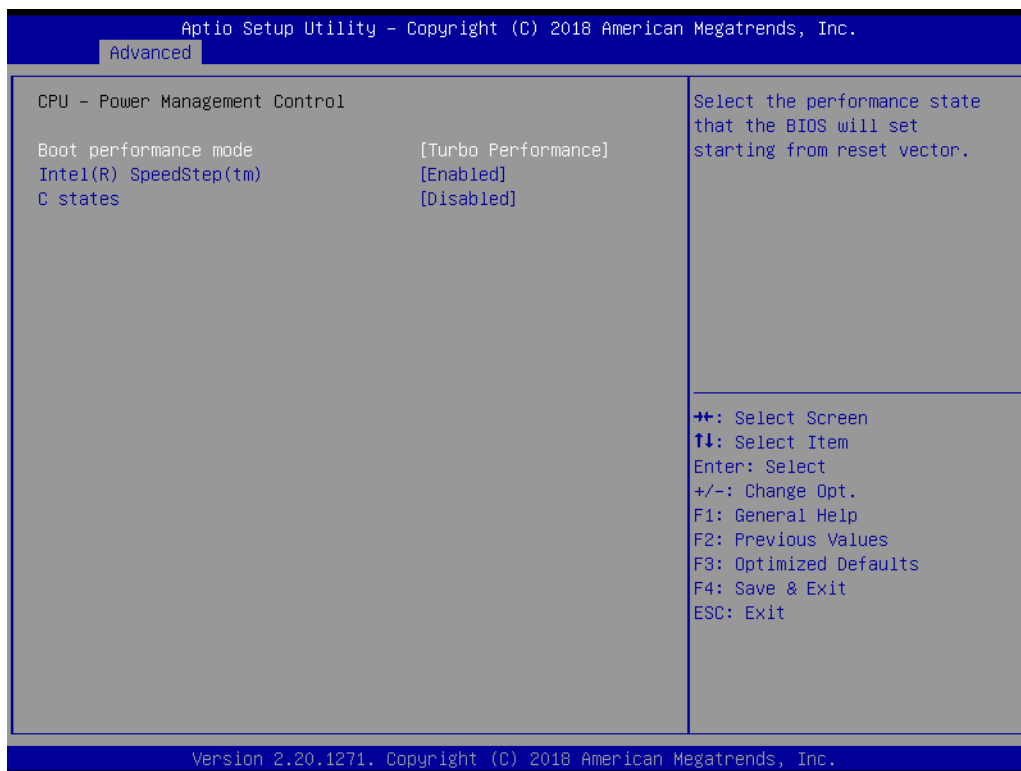 Aptio Setup Utility – Copyright (C) 2018 American Megatrends, Inc.
Advanced
CPU – Power Management Control
Boot performance mode [Turbo Performance]
Intel(R) SpeedStep(tm) [Enabled]
C states [Disabled]
Select the performance state
that the BIOS will set
starting from reset vector.
→←: Select Screen
↑↓: Select Item
Enter: Select
+/-: Change Opt.
F1: General Help
F2: Previous Values
F3: Optimized Defaults
F4: Save & Exit
ESC: Exit
Version 2.20.1271. Copyright (C) 2018 American Megatrends, Inc.